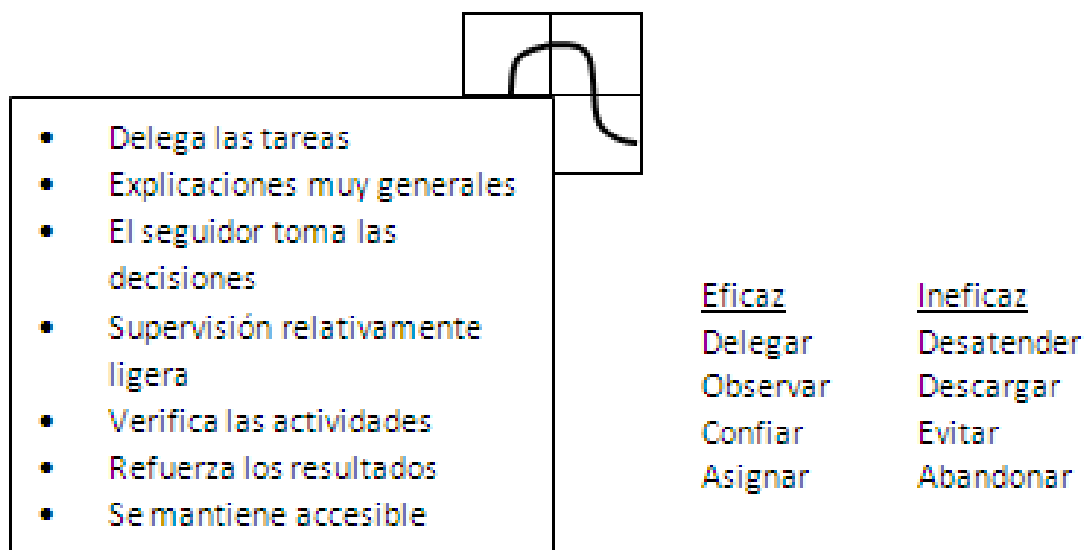 • Delega las tareas
• Explicaciones muy generales
• El seguidor toma las
decisiones
• Supervisión relativamente
ligera
• Verifica las actividades
• Refuerza los resultados
• Se mantiene accesible
Eficaz Ineficaz
Delegar Desatender
Observar Descargar
Confiar Evitar
Asignar Abandonar